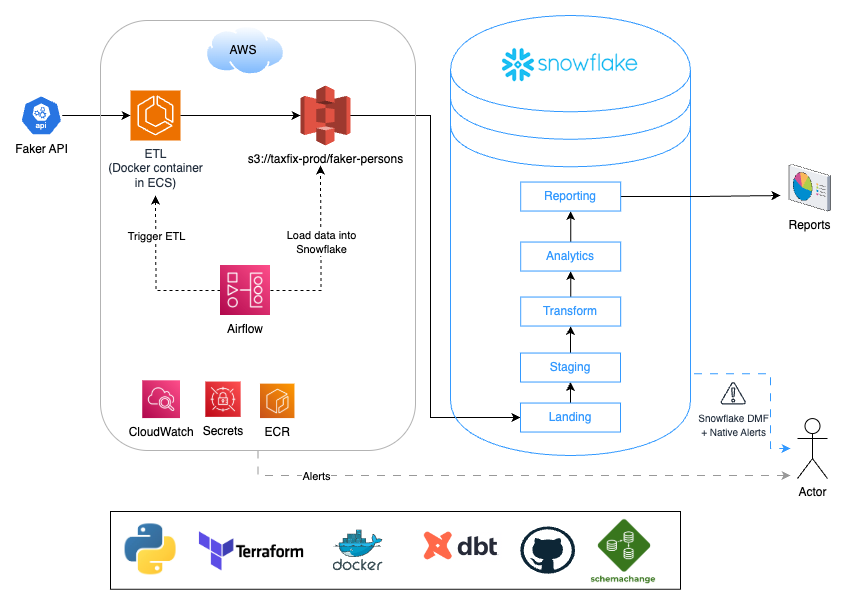 AWS
snowflake
api
Faker API
ETL
(Docker container
in ECS)
s3://taxfix-prod/faker-persons
Trigger ETL
Load data into
Snowflake
Airflow
CloudWatch
Secrets
ECR
Reporting
Analytics
Transform
Staging
Landing
Reports
Snowflake DMF
+ Native Alerts
Alerts
Actor
Terraform
docker
dbt
schemachange